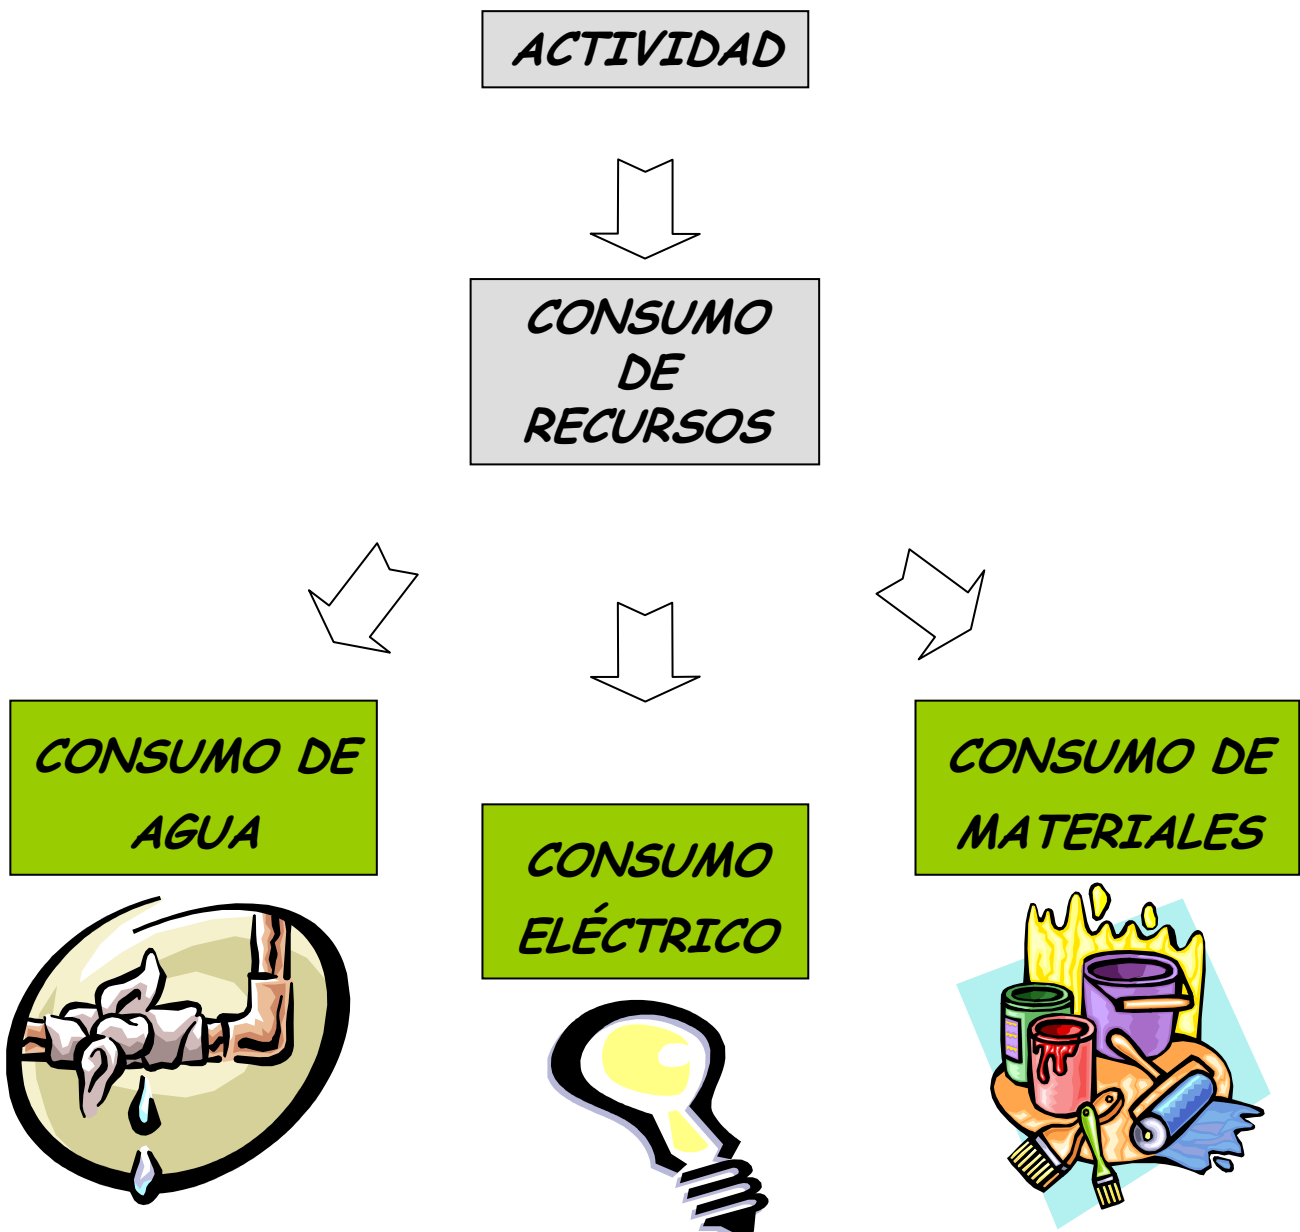 ACTIVIDAD
CONSUMO
DE
RECURSOS
CONSUMO DE
AGUA
CONSUMO
ELÉCTRICO
CONSUMO DE
MATERIALES